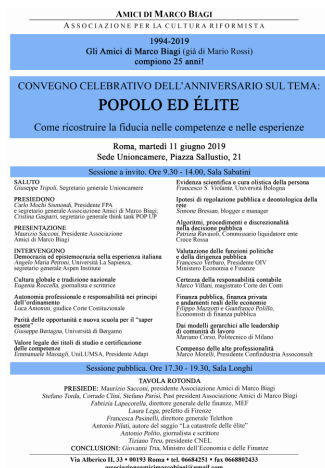 AMICI DI MARCO BIAGI
ASSOCIAZIONE PER LA CULTURA RIFORMISTA
1994-2019
Gli Amici di Marco Biagi (già di Mario Rossi)
compiono 25 anni!
CONVEGNO CELEBRATIVO DELL'ANNIVERSARIO SUL TEMA:
POPOLO ED ÉLITE
Come ricostruire la fiducia nelle competenze e nelle esperienze
Roma, martedì 11 giugno 2019
Sede Unioncamere, Piazza Sallustio, 21
Sessione a invito. Ore 9.30 - 14.00, Sala Sabatini
SALUTO
Giuseppe Tripoli, Segretario generale Unioncamere
PRESIEDONO
Carlo Mochi Sismondi, Presidente FPA
e segretario generale Associazione Amici di Marco Biagi;
Cristina Gasparri, segretario generale think tank POP UP
PRESENTAZIONE
Maurizio Sacconi, Presidente Associazione
Amici di Marco Biagi
INTERVENGONO
Democrazia ed epistemocrazia nella esperienza italiana
Angelo Maria Petroni, Università La Sapienza,
segretario generale Aspen Institute
Cultura globale e tradizione nazionale
Eugenia Roccella, giornalista e scrittrice
Autonomia professionale e responsabilità nei principi
dell'ordinamento
Luca Antonini, giudice Corte Costituzionale
Parità delle opportunità e nuova scuola per il "saper
essere"
Giuseppe Bertagna, Università di Bergamo
Valore legale dei titoli di studio e certificazione
delle competenze
Emmanuele Massagli, UniLUMSA, Presidente Adapt
Evidenza scientifica e cura olistica della persona
Francesco S. Violante, Università Bologna
Ipotesi di regolazione pubblica e deontologica della
rete
Simone Bressan, blogger e manager
Algoritmi, procedimenti e discrezionalità
nella decisione pubblica
Patrizia Ravaioli, Commissario liquidatore ente
Croce Rossa
Valutazione delle funzioni politiche
e della dirigenza pubblica
Francesco Verbaro, Presidente OIV
Ministero Economia e Finanze
Certezza della responsabilità contabile
Marco Villani, magistrato Corte dei Conti
Finanza pubblica, finanza privata
e andamenti reali delle economie
Filippo Mazzotti e Gianfranco Polillo,
Economisti di finanza pubblica
Dai modelli gerarchici alle leadership
di comunità di lavoro
Mariano Corso, Politecnico di Milano
Compenso delle alte professionalità
Marco Morelli, Presidente Confindustria Assoconsult
Sessione pubblica. Ore 17.30 - 19.30, Sala Longhi
TAVOLA ROTONDA
PRESIEDE: Maurizio Sacconi, presidente Associazione Amici di Marco Biagi
Stefano Torda, Corrado Clini, Stefano Parisi, Past president Associazione Amici di Marco Biagi
Fabrizia Lapecorella, direttore generale delle finanze, MEF
Laura Lega, prefetto di Firenze
Francesca Pasinelli, direttore generale Telethon
Antonio Pilati, autore del saggio "La catastrofe delle élite"
Antonio Polito, giornalista e scrittore
Tiziano Treu, presidente CNEL
CONCLUSIONI: Giovanni Tria, Ministro dell'Economia e delle Finanze
Via Alberico II, 33 • 00193 Roma • tel. 06684251 • fax 0668802433
associazioneamicimarcobiagi@gmail.com